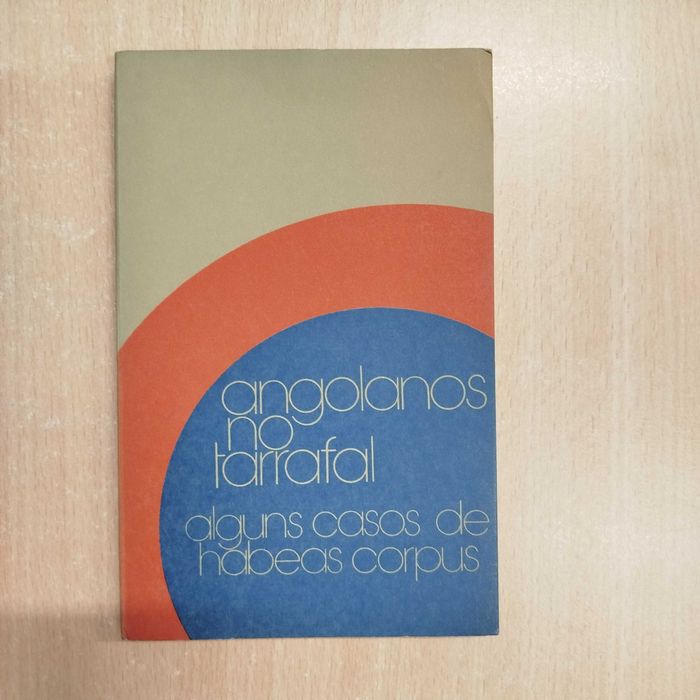 angolanos
no
tarrafal
alguns casos de
habeas corpus